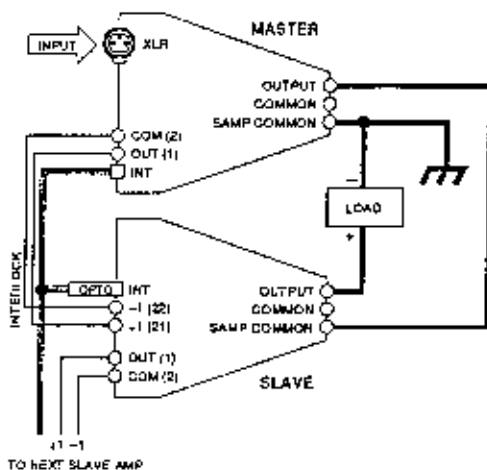 MASTER
INPUT
XLR
OUTPUT
COMMON
SAMP COMMON
COM (2)
OUT (1)
INT
–
LOAD
+
INTERLOCK
OPTO
INT
–1 (22)
+1 (21)
OUT (1)
COM (2)
OUTPUT
COMMON
SAMP COMMON
SLAVE
+1 –1
TO NEXT SLAVE AMP